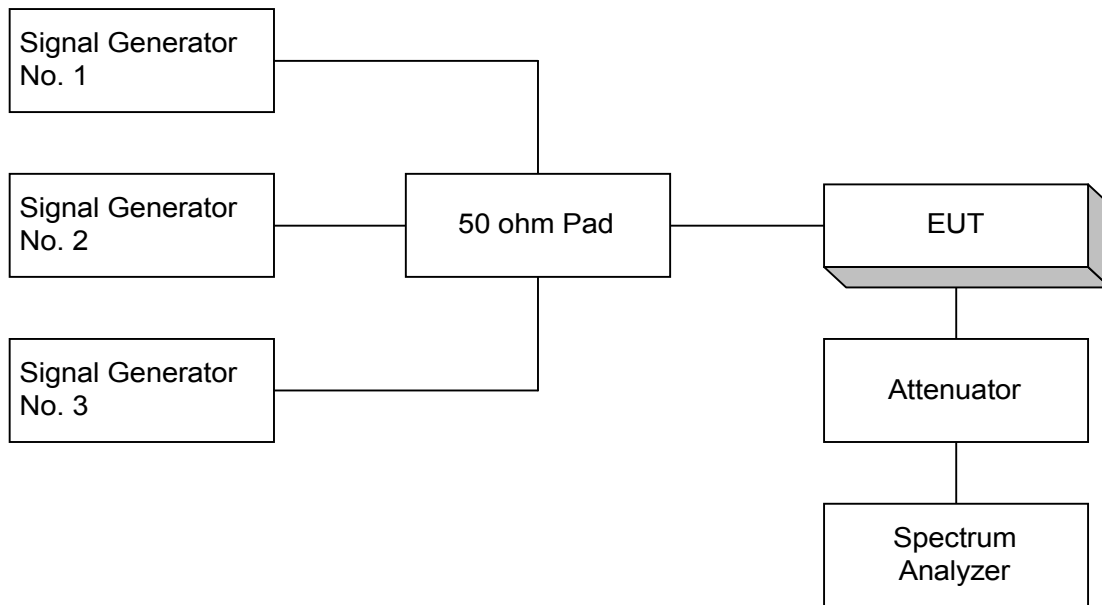 Signal Generator
No. 1
Signal Generator
No. 2
50 ohm Pad
EUT
Signal Generator
No. 3
Attenuator
Spectrum
Analyzer